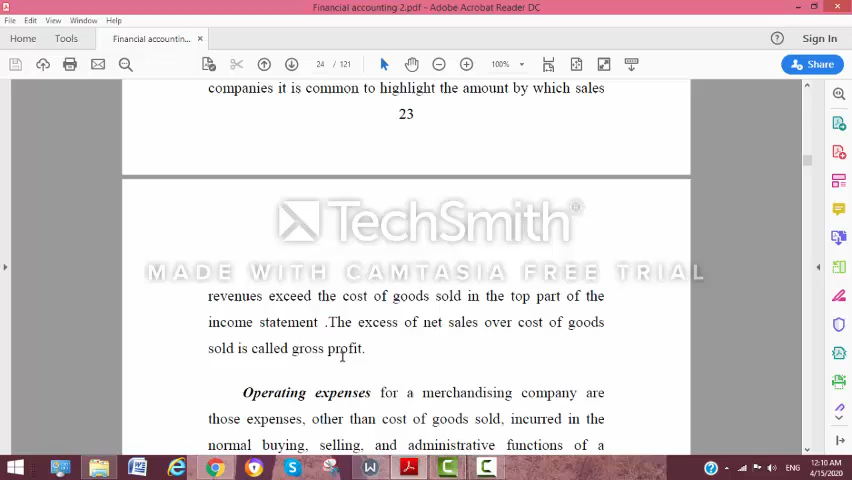 Financial accounting 2.pdf - Adobe Acrobat Reader DC
File Edit View Window Help
Home Tools Financial accountin... × Sign In
24 / 121 100% Share
companies it is common to highlight the amount by which sales
23
TechSmith
MADE WITH CAMTASIA FREE TRIAL
revenues exceed the cost of goods sold in the top part of the
income statement .The excess of net sales over cost of goods
sold is called gross profit.
Operating expenses for a merchandising company are
those expenses, other than cost of goods sold, incurred in the
normal buying, selling, and administrative functions of a
ENG 12:10 AM
4/15/2020